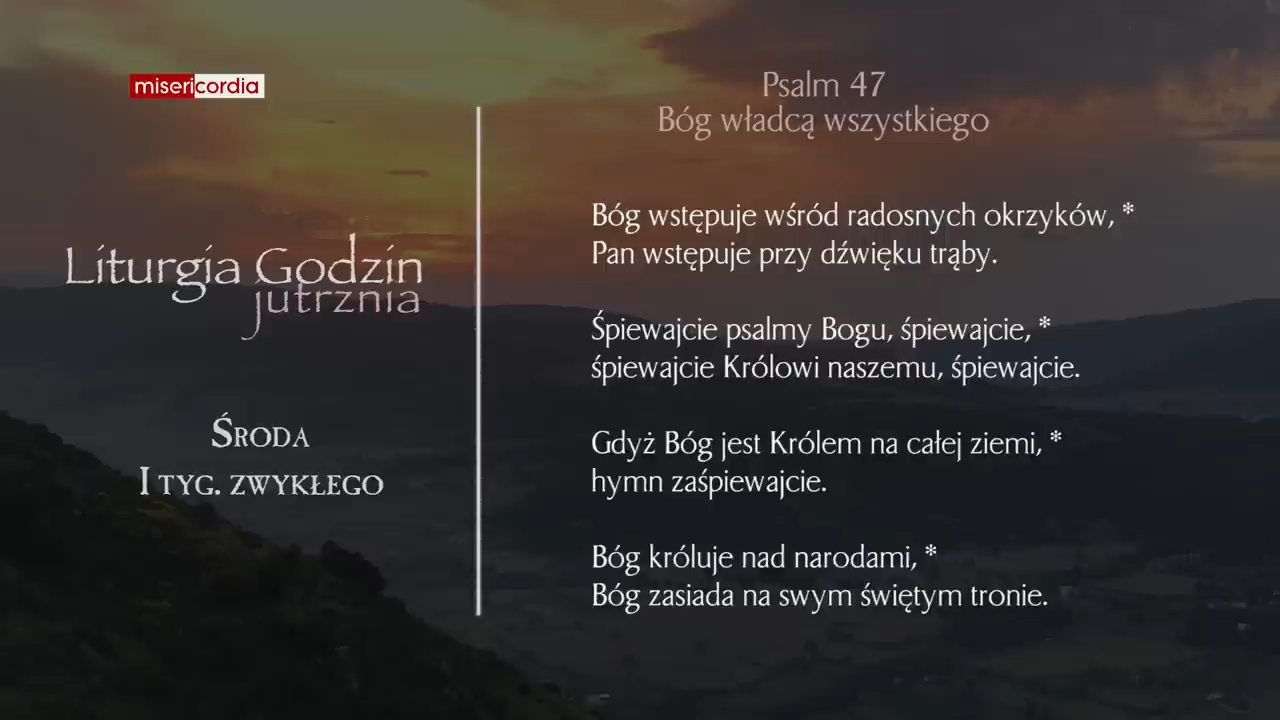 misericordia
Liturgia Godzin
jutrznia
Środa
I tyg. zwykłego
Psalm 47
Bóg władcą wszystkiego
Bóg wstępuje wśród radosnych okrzyków, *
Pan wstępuje przy dźwięku trąby.
Śpiewajcie psalmy Bogu, śpiewajcie, *
śpiewajcie Królowi naszemu, śpiewajcie.
Gdyż Bóg jest Królem na całej ziemi, *
hymn zaśpiewajcie.
Bóg króluje nad narodami, *
Bóg zasiada na swym świętym tronie.